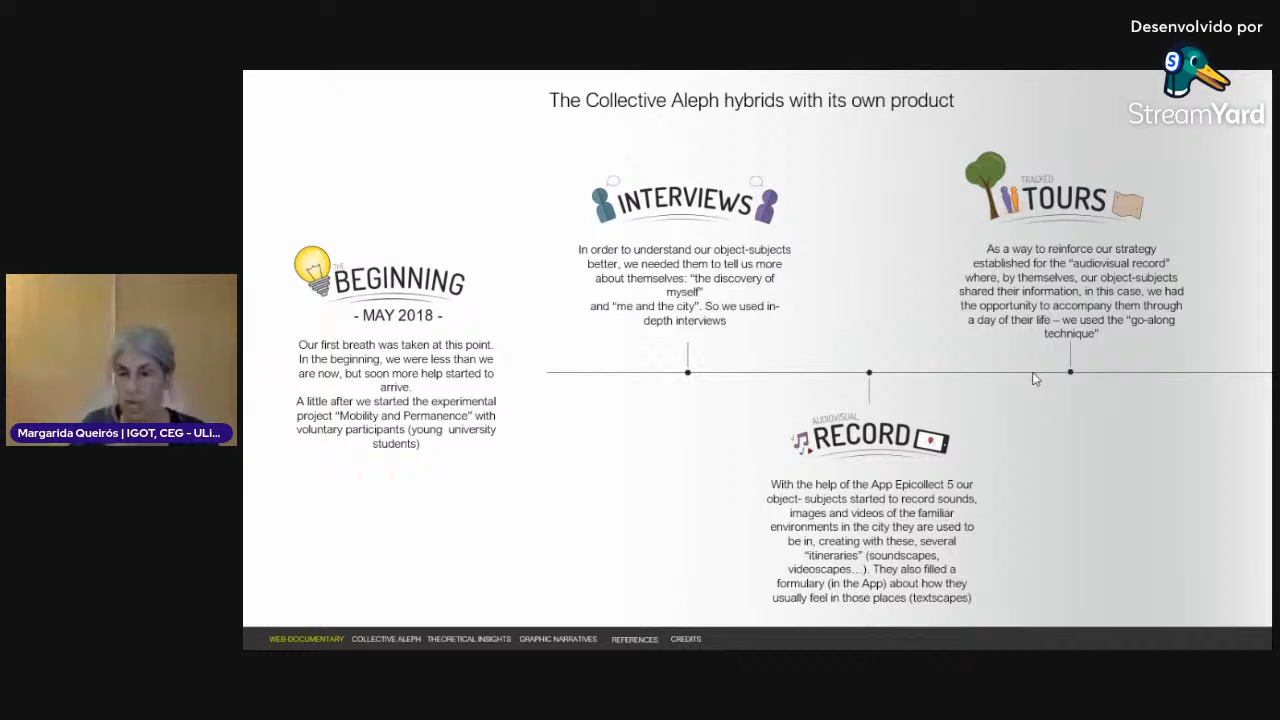 Desenvolvido por
StreamYard
The Collective Aleph hybrids with its own product
THE
BEGINNING
- MAY 2018 -
Our first breath was taken at this point.
In the beginning, we were less than we
are now, but soon more help started to
arrive.
A little after we started the experimental
project “Mobility and Permanence” with
voluntary participants (young university
students)
INTERVIEWS
In order to understand our object-subjects
better, we needed them to tell us more
about themselves: “the discovery of
myself”
and “me and the city”. So we used in-
depth interviews
AUDIOVISUAL
RECORD
With the help of the App Epicollect 5 our
object- subjects started to record sounds,
images and videos of the familiar
environments in the city they are used to
be in, creating with these, several
“itineraries” (soundscapes,
videoscapes…). They also filled a
formulary (in the App) about how they
usually feel in those places (textscapes)
TRACKED
TOURS
As a way to reinforce our strategy
established for the “audiovisual record”
where, by themselves, our object-subjects
shared their information, in this case, we had
the opportunity to accompany them through
a day of their life – we used the “go-along
technique”
Margarida Queirós | IGOT, CEG - ULi...
WEB-DOCUMENTARY COLLECTIVE ALEPH THEORETICAL INSIGHTS GRAPHIC NARRATIVES REFERENCES CREDITS